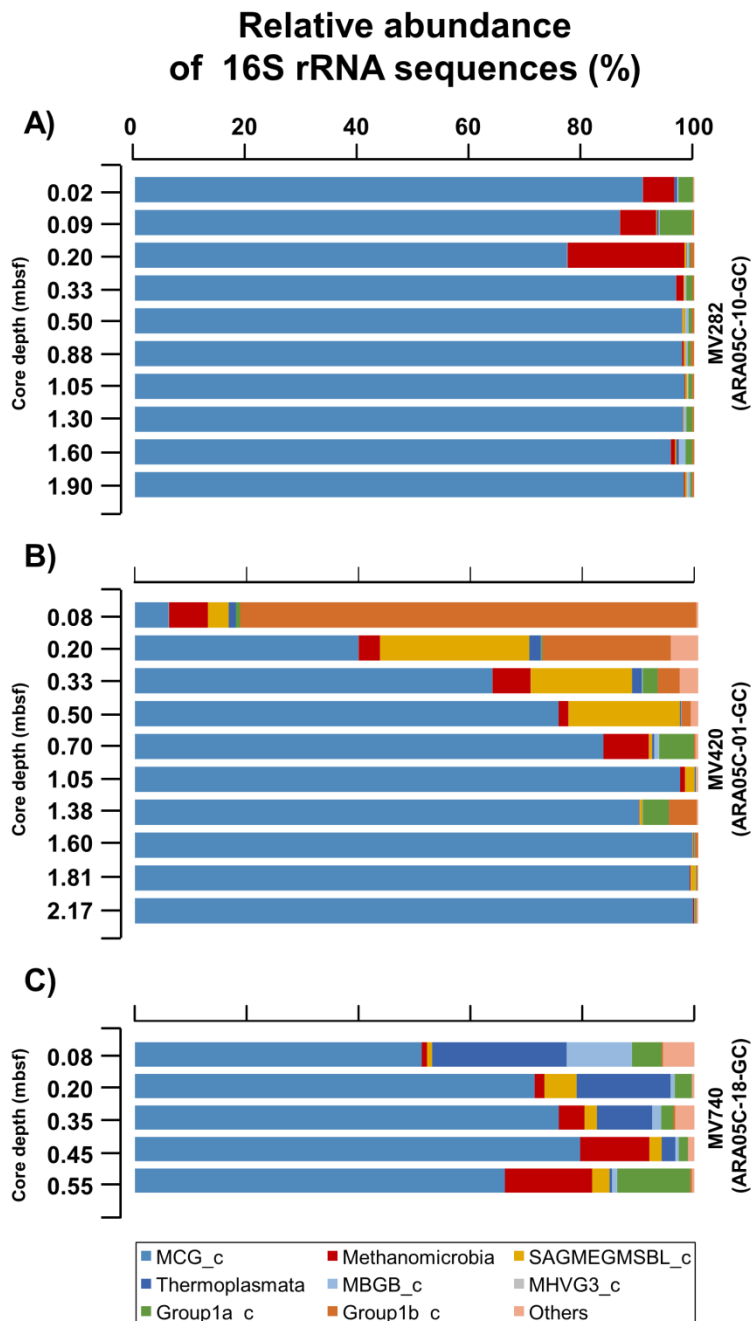 Relative abundance
of 16S rRNA sequences (%)
A)
0 20 40 60 80 100
Core depth (mbsf)
0.02
0.09
0.20
0.33
0.50
0.88
1.05
1.30
1.60
1.90
MV282
(ARA05C-10-GC)
B)
Core depth (mbsf)
0.08
0.20
0.33
0.50
0.70
1.05
1.38
1.60
1.81
2.17
MV420
(ARA05C-01-GC)
C)
Core depth (mbsf)
0.08
0.20
0.35
0.45
0.55
MV740
(ARA05C-18-GC)
MCG_c Methanomicrobia SAGMEGMSBL_c
Thermoplasmata MBGB_c MHVG3_c
Group1a_c Group1b_c Others